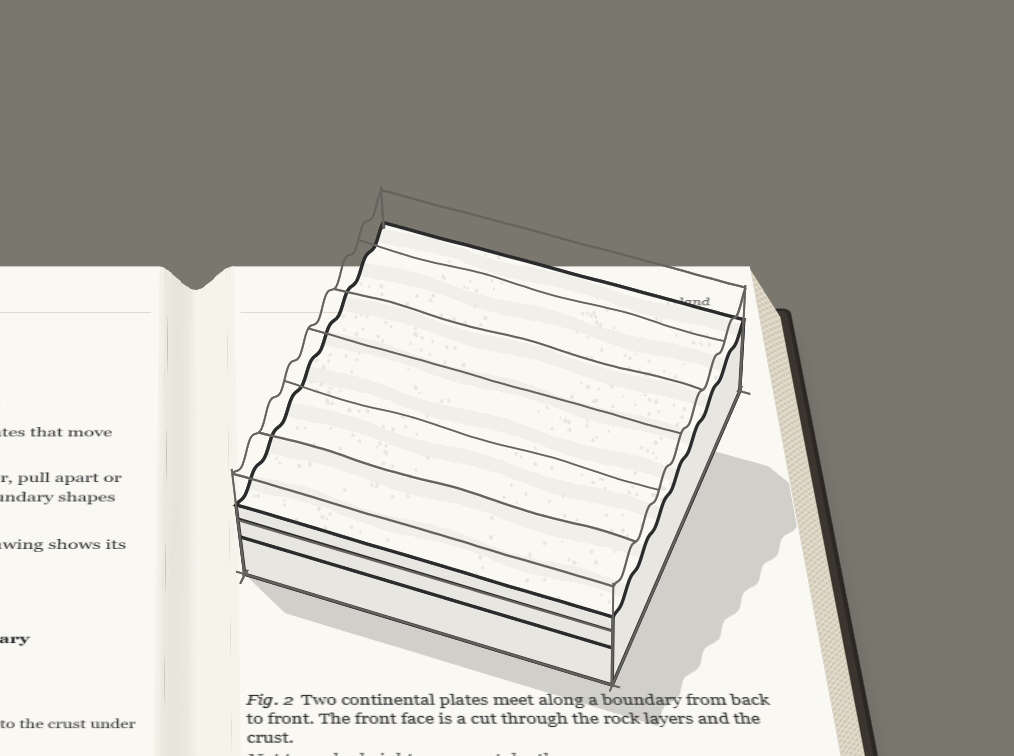 land
tes that move
r, pull apart or
undary shapes
wing shows its
ary
to the crust under
Fig. 2 Two continental plates meet along a boundary from back
to front. The front face is a cut through the rock layers and the
crust.